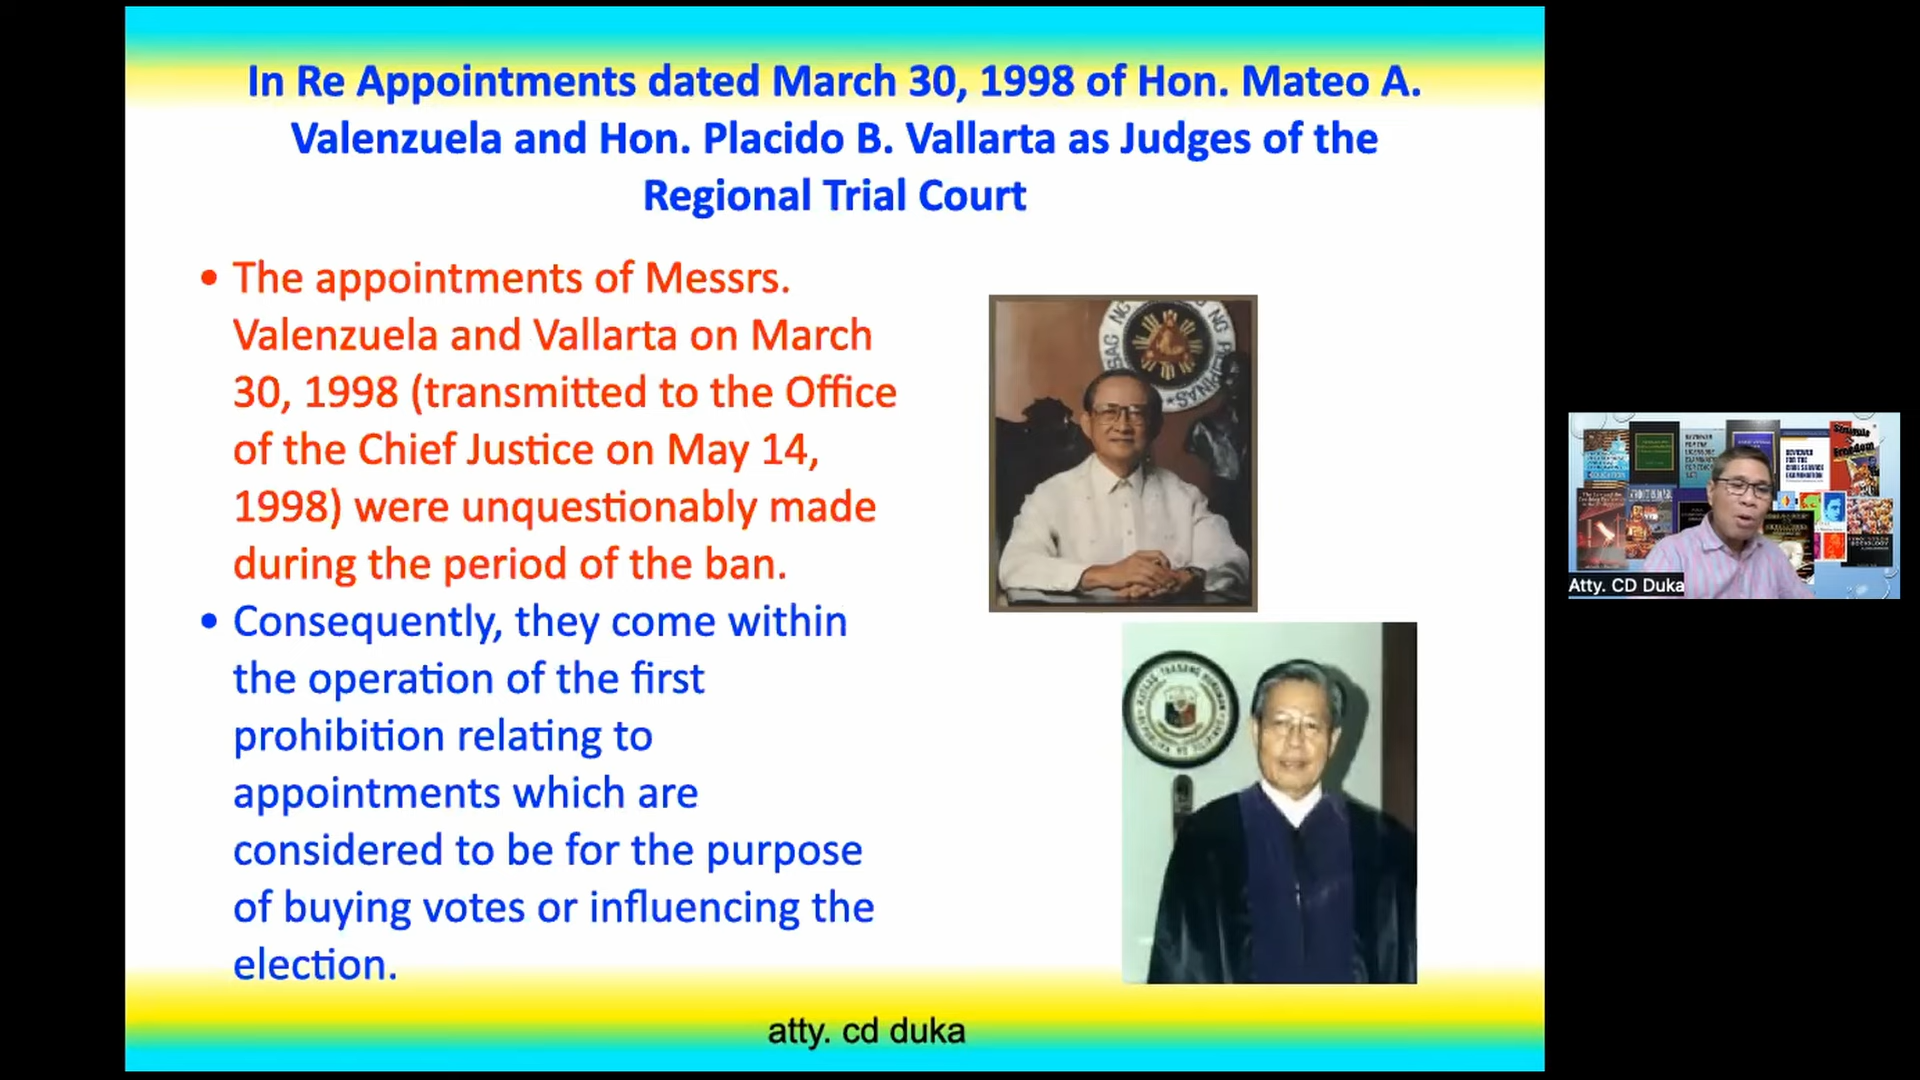 In Re Appointments dated March 30, 1998 of Hon. Mateo A.
Valenzuela and Hon. Placido B. Vallarta as Judges of the
Regional Trial Court
• The appointments of Messrs.
Valenzuela and Vallarta on March
30, 1998 (transmitted to the Office
of the Chief Justice on May 14,
1998) were unquestionably made
during the period of the ban.
• Consequently, they come within
the operation of the first
prohibition relating to
appointments which are
considered to be for the purpose
of buying votes or influencing the
election.
atty. cd duka
Atty. CD Duka